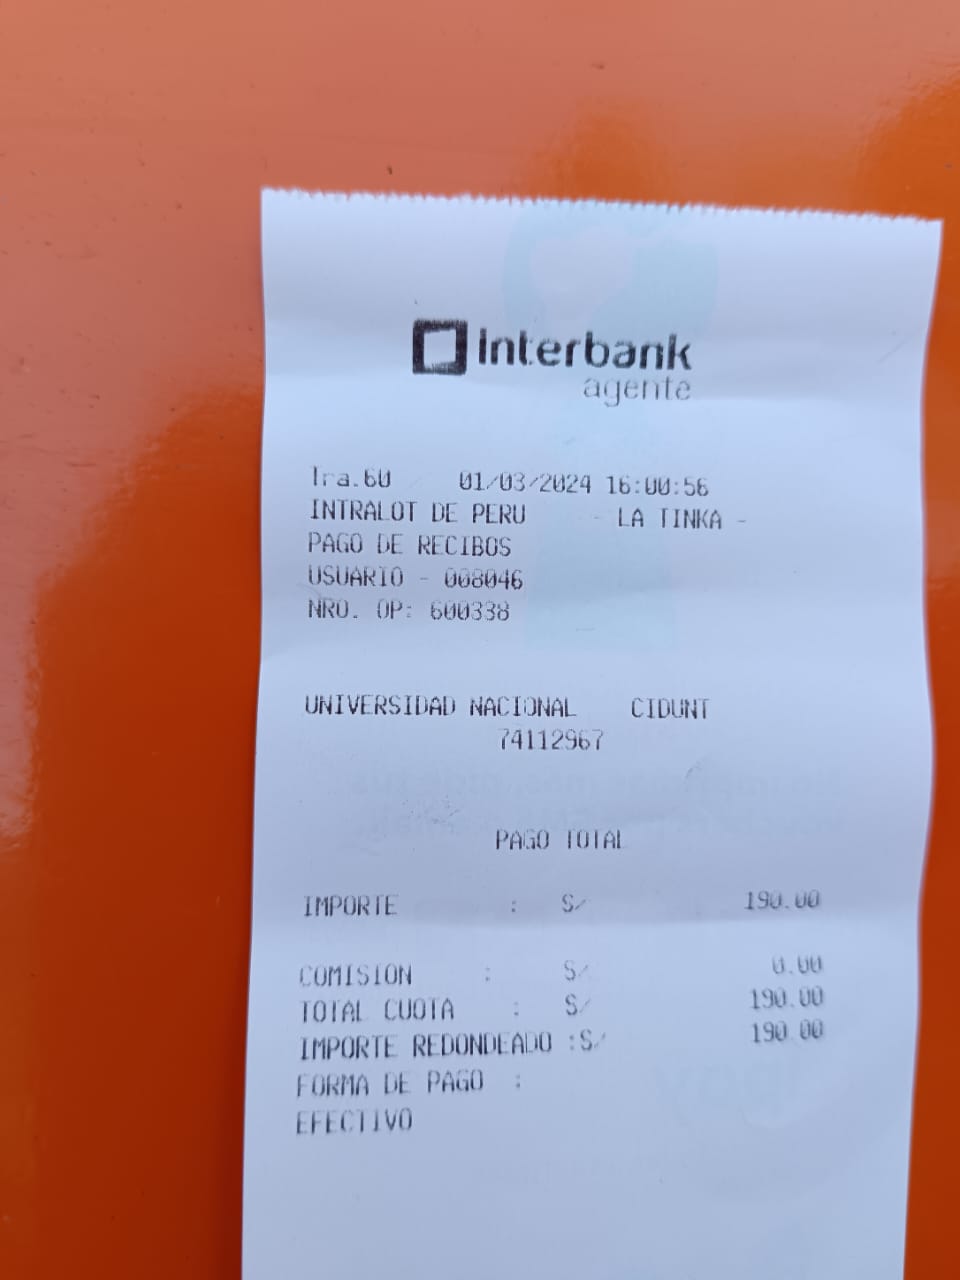 interbank
agente
Tra.60 01/03/2024 16:00:56
INTRALOT DE PERU - LA TINKA -
PAGO DE RECIBOS
USUARIO - 008046
NRO. OP: 600338
UNIVERSIDAD NACIONAL CIDUNT
74112967
PAGO TOTAL
IMPORTE : S/ 190.00
COMISION : S/ 0.00
TOTAL CUOTA : S/ 190.00
IMPORTE REDONDEADO :S/ 190.00
FORMA DE PAGO :
EFECTIVO